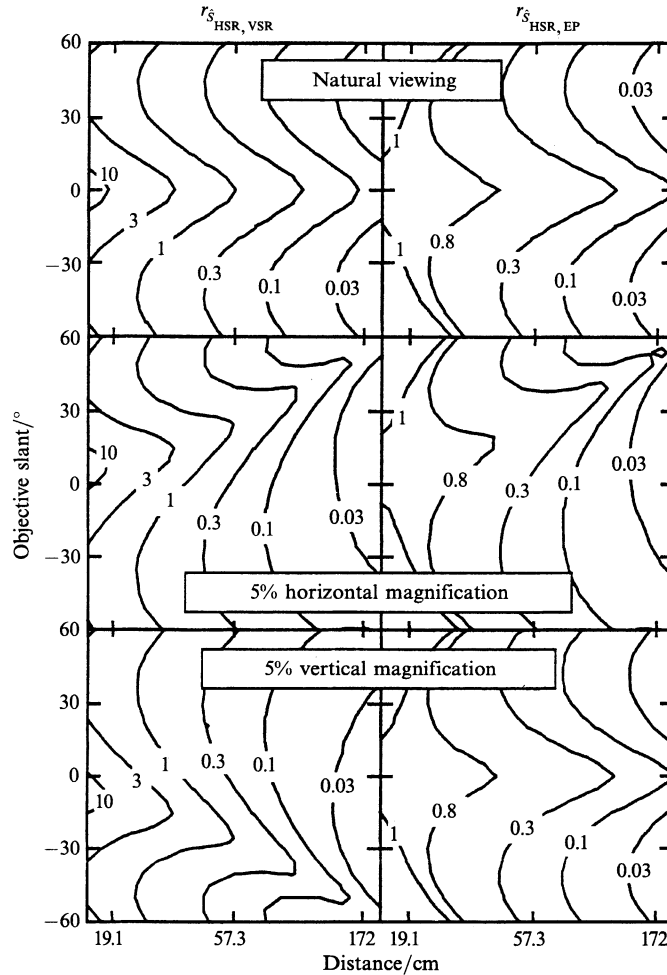 r_Ŝ HSR, VSR r_Ŝ HSR, EP
60
Natural viewing
0.03
30
1
10
0
3
1 1 0.8
−30 0.3 0.1 0.03 0.3 0.1 0.03
60
30
1
10
0
3 1 0.8 0.3 0.1 0.03
0.3 0.1 0.03
−30
5% horizontal magnification
60
5% vertical magnification
30
0
3 1 0.3 0.1 0.03
10
0.8 0.3 0.1 0.03
1
−30
−60
19.1 57.3 172 19.1 57.3 172
Distance/cm
Objective slant/°